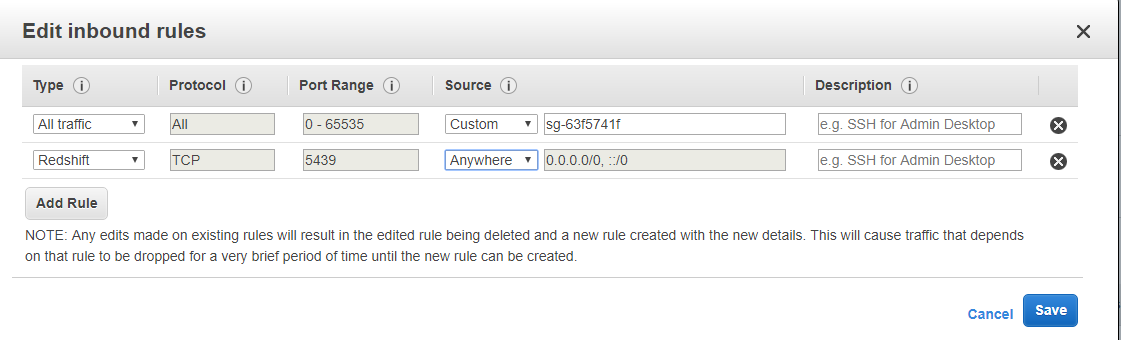 Edit inbound rules
Type Protocol Port Range Source Description
All traffic All 0 - 65535 Custom sg-63f5741f e.g. SSH for Admin Desktop
Redshift TCP 5439 Anywhere 0.0.0.0/0, ::/0 e.g. SSH for Admin Desktop
Add Rule
NOTE: Any edits made on existing rules will result in the edited rule being deleted and a new rule created with the new details. This will cause traffic that depends
on that rule to be dropped for a very brief period of time until the new rule can be created.
Cancel Save